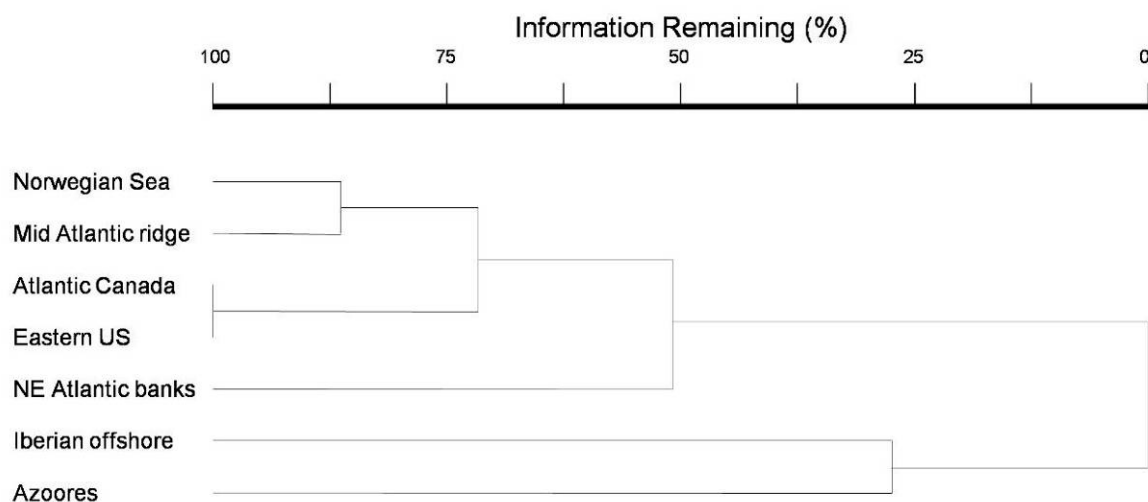 Information Remaining (%)
100 75 50 25 0
Norwegian Sea
Mid Atlantic ridge
Atlantic Canada
Eastern US
NE Atlantic banks
Iberian offshore
Azoores